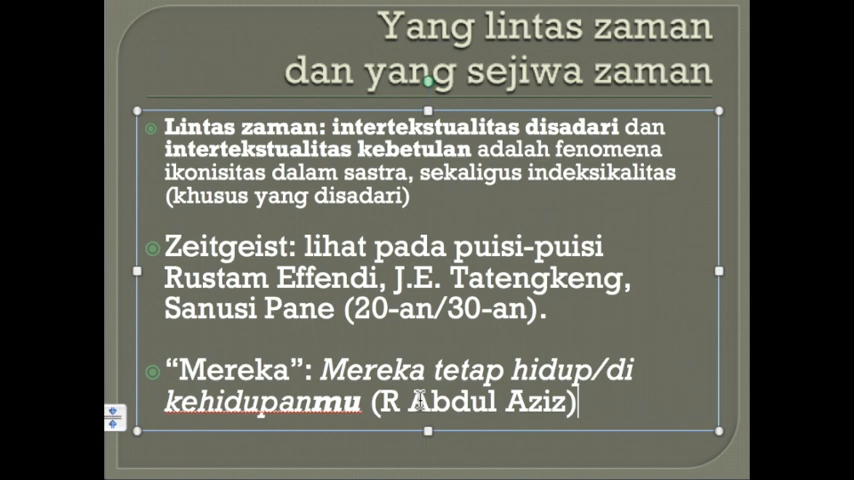 Yang lintas zaman
dan yang sejiwa zaman
Lintas zaman: intertekstualitas disadari dan
intertekstualitas kebetulan adalah fenomena
ikonisitas dalam sastra, sekaligus indeksikalitas
(khusus yang disadari)
Zeitgeist: lihat pada puisi-puisi
Rustam Effendi, J.E. Tatengkeng,
Sanusi Pane (20-an/30-an).
“Mereka”: Mereka tetap hidup/di
kehidupanmu (R Abdul Aziz)